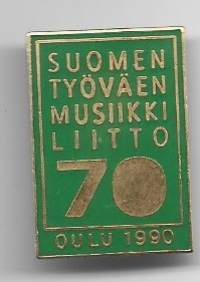 SUOMEN
TYÖVÄEN
MUSIIKKI
LIITTO
70
OULU 1990